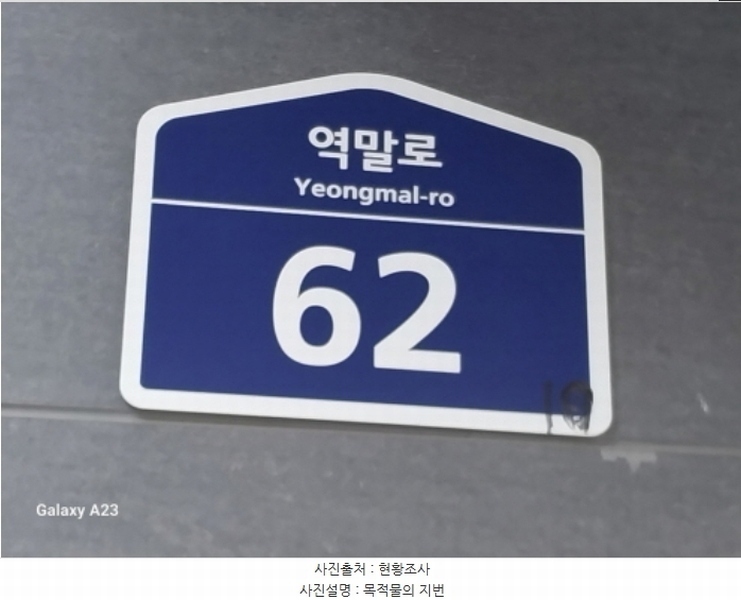 역말로
Yeongmal-ro
62
Galaxy A23
사진출처 : 현황조사
사진설명 : 목적물의 지번